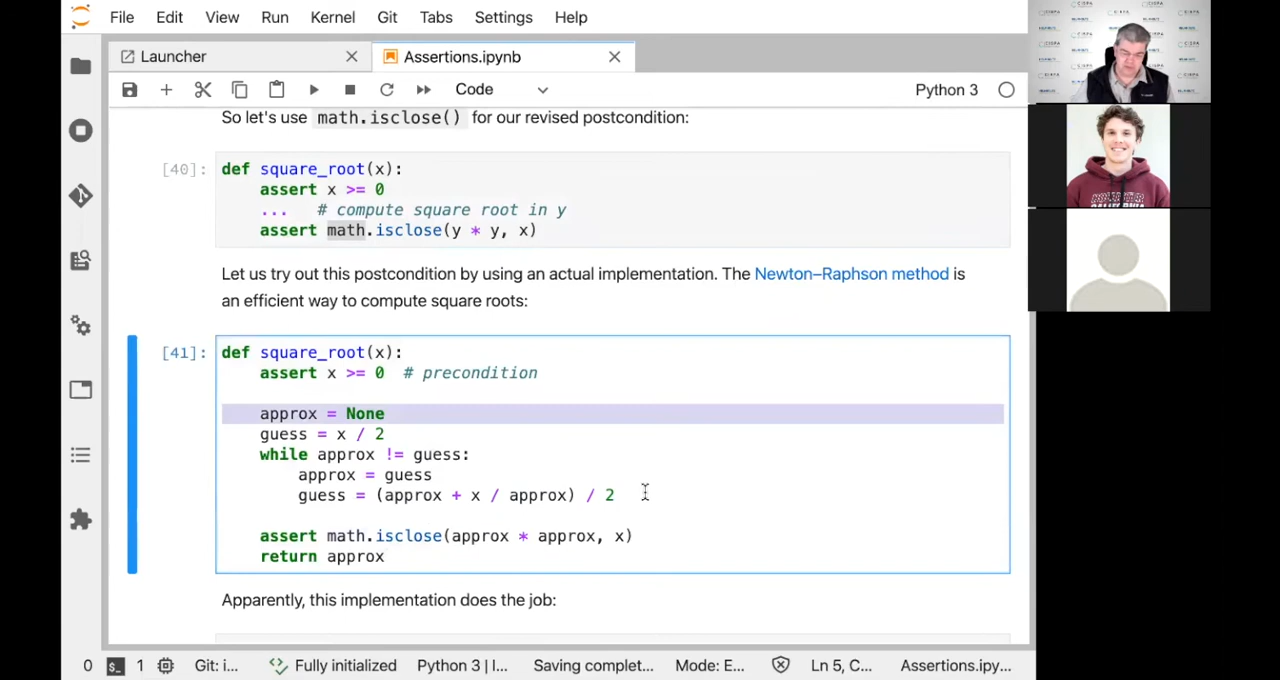 File Edit View Run Kernel Git Tabs Settings Help
Launcher
Assertions.ipynb
Code
Python 3
So let's use math.isclose() for our revised postcondition:
[40]:
def square_root(x):
    assert x >= 0
    ...   # compute square root in y
    assert math.isclose(y * y, x)
Let us try out this postcondition by using an actual implementation. The Newton–Raphson method is
an efficient way to compute square roots:
[41]:
def square_root(x):
    assert x >= 0  # precondition
    approx = None
    guess = x / 2
    while approx != guess:
        approx = guess
        guess = (approx + x / approx) / 2
    assert math.isclose(approx * approx, x)
    return approx
Apparently, this implementation does the job:
0 $_ 1 Git: i... Fully initialized Python 3 | I... Saving complet... Mode: E... Ln 5, C... Assertions.ipy...
CISPA
CALIFORNIA